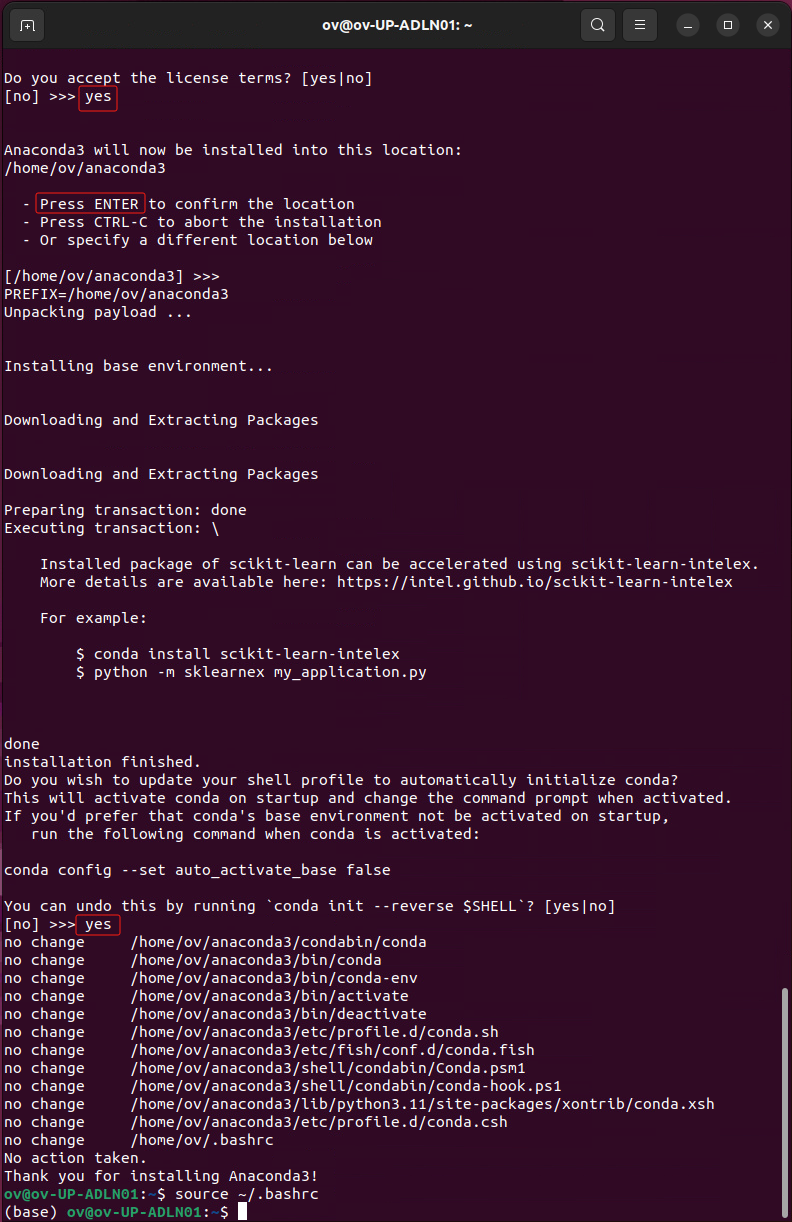 ov@ov-UP-ADLN01: ~
Do you accept the license terms? [yes|no]
[no] >>> yes
Anaconda3 will now be installed into this location:
/home/ov/anaconda3
  - Press ENTER to confirm the location
  - Press CTRL-C to abort the installation
  - Or specify a different location below
[/home/ov/anaconda3] >>>
PREFIX=/home/ov/anaconda3
Unpacking payload ...
Installing base environment...
Downloading and Extracting Packages
Downloading and Extracting Packages
Preparing transaction: done
Executing transaction: \
    Installed package of scikit-learn can be accelerated using scikit-learn-intelex.
    More details are available here: https://intel.github.io/scikit-learn-intelex
    For example:
        $ conda install scikit-learn-intelex
        $ python -m sklearnex my_application.py
done
installation finished.
Do you wish to update your shell profile to automatically initialize conda?
This will activate conda on startup and change the command prompt when activated.
If you'd prefer that conda's base environment not be activated on startup,
   run the following command when conda is activated:
conda config --set auto_activate_base false
You can undo this by running `conda init --reverse $SHELL`? [yes|no]
[no] >>> yes
no change     /home/ov/anaconda3/condabin/conda
no change     /home/ov/anaconda3/bin/conda
no change     /home/ov/anaconda3/bin/conda-env
no change     /home/ov/anaconda3/bin/activate
no change     /home/ov/anaconda3/bin/deactivate
no change     /home/ov/anaconda3/etc/profile.d/conda.sh
no change     /home/ov/anaconda3/etc/fish/conf.d/conda.fish
no change     /home/ov/anaconda3/shell/condabin/Conda.psm1
no change     /home/ov/anaconda3/shell/condabin/conda-hook.ps1
no change     /home/ov/anaconda3/lib/python3.11/site-packages/xontrib/conda.xsh
no change     /home/ov/anaconda3/etc/profile.d/conda.csh
no change     /home/ov/.bashrc
No action taken.
Thank you for installing Anaconda3!
ov@ov-UP-ADLN01:~$ source ~/.bashrc
(base) ov@ov-UP-ADLN01:~$